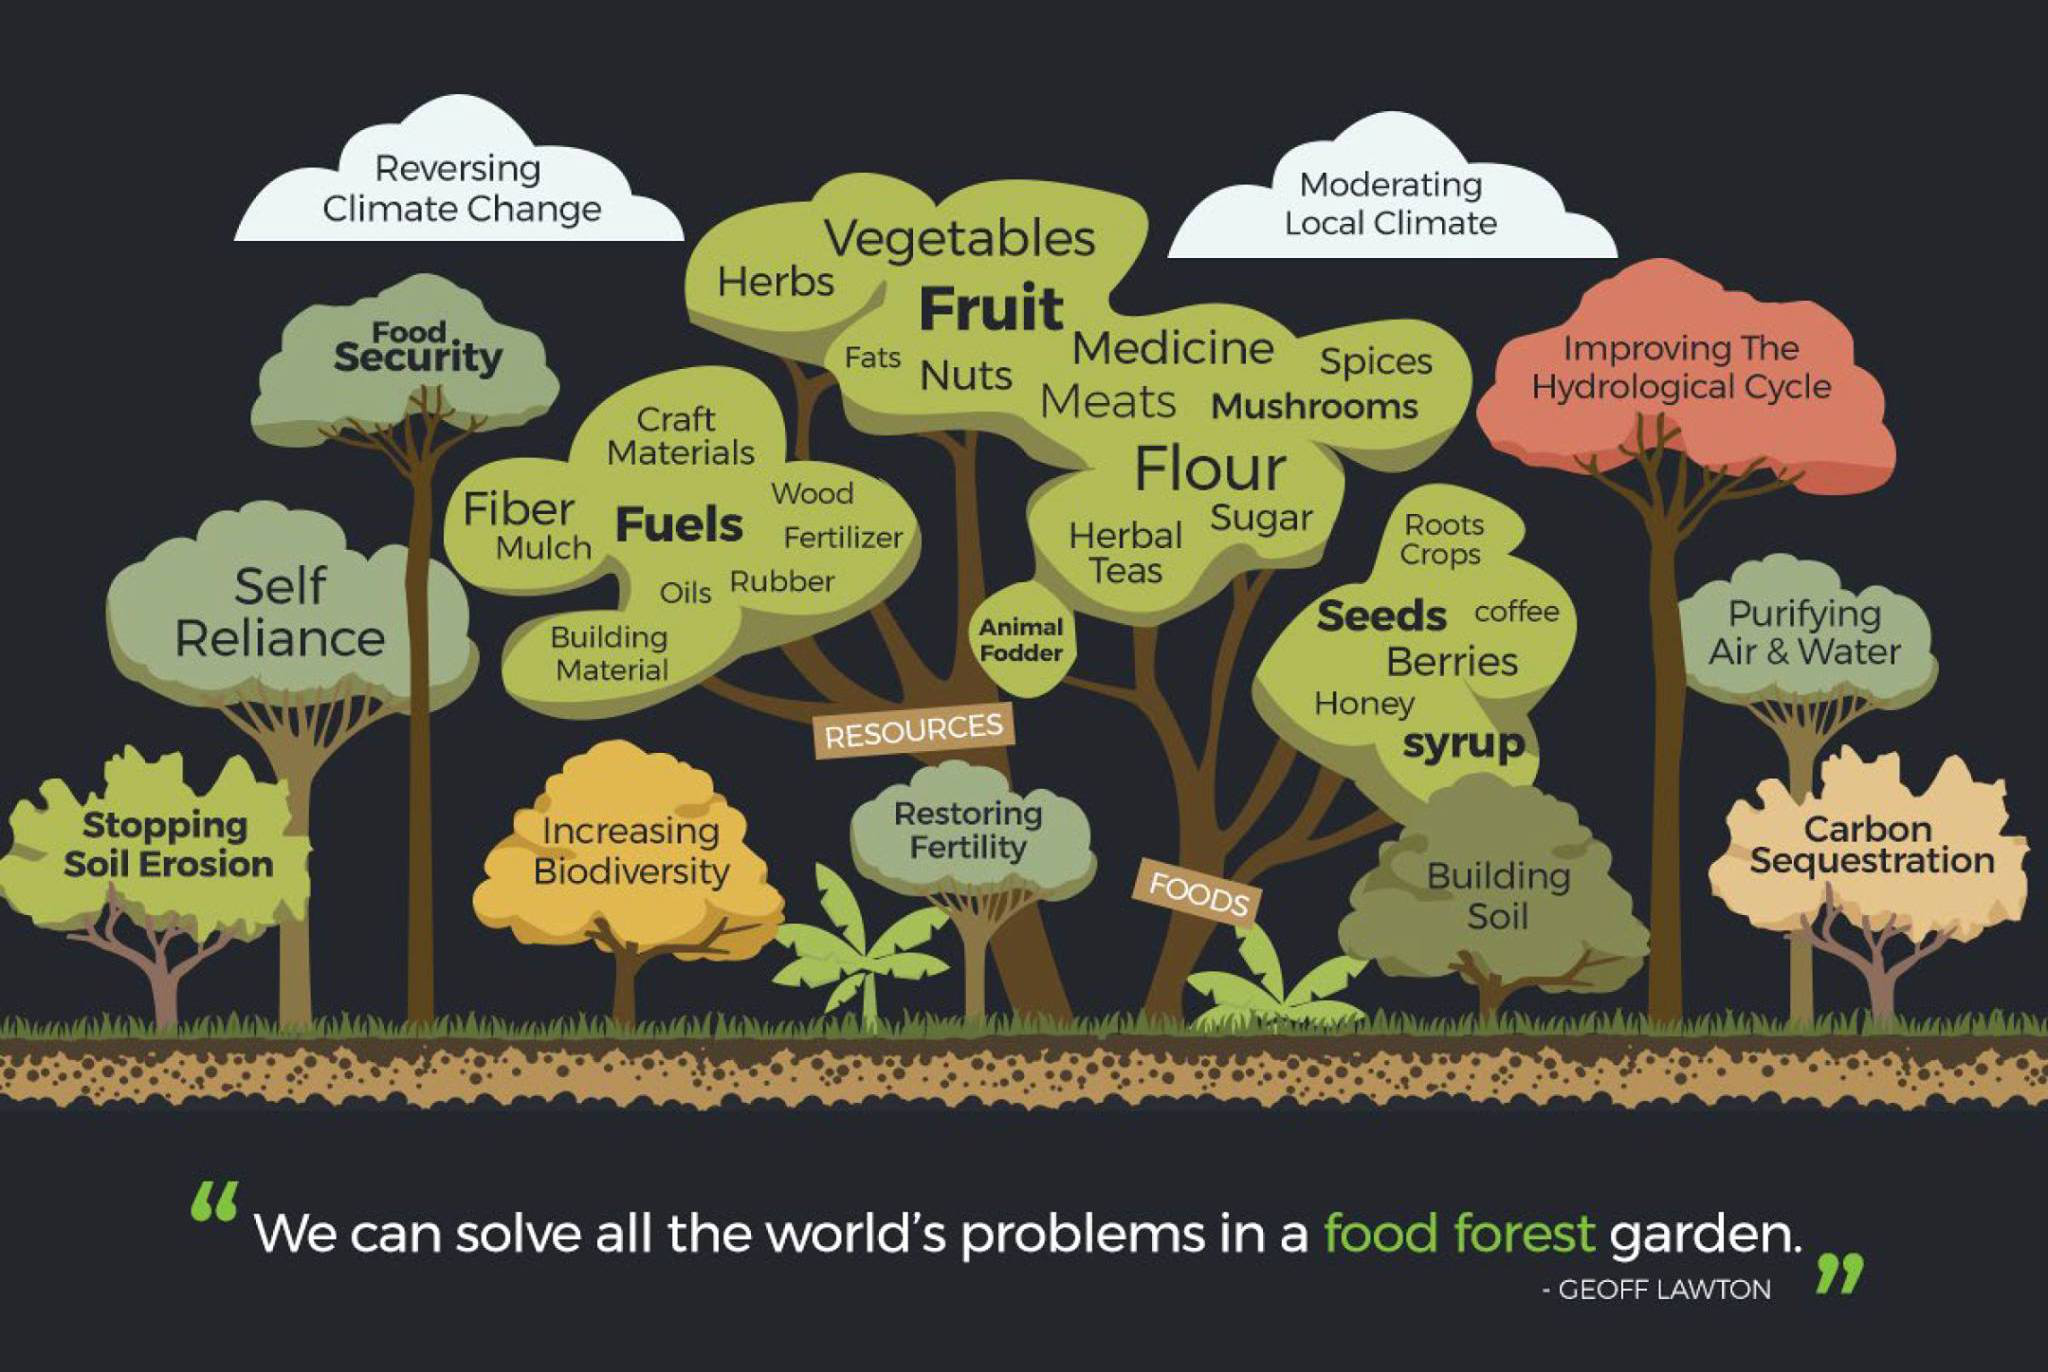 Reversing
Climate Change
Moderating
Local Climate
Vegetables
Herbs
Fruit
Fats
Nuts
Medicine
Meats
Spices
Mushrooms
Flour
Sugar
Herbal
Teas
Food
Security
Improving The
Hydrological Cycle
Craft
Materials
Fiber
Mulch
Fuels
Wood
Fertilizer
Oils
Rubber
Building
Material
Animal
Fodder
Roots
Crops
Seeds
coffee
Berries
Honey
syrup
Self
Reliance
Purifying
Air & Water
RESOURCES
FOODS
Stopping
Soil Erosion
Increasing
Biodiversity
Restoring
Fertility
Building
Soil
Carbon
Sequestration
“ We can solve all the world’s problems in a food forest garden. ”
- GEOFF LAWTON